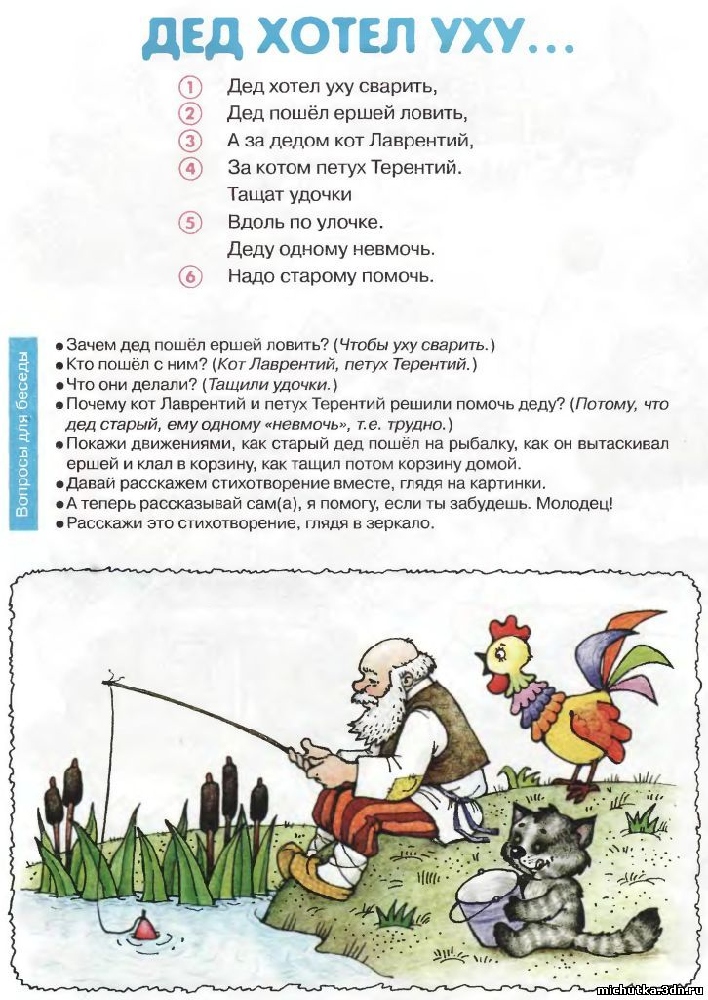 ДЕД ХОТЕЛ УХУ...
1 Дед хотел уху сварить,
2 Дед пошёл ершей ловить,
3 А за дедом кот Лаврентий,
4 За котом петух Терентий.
Тащат удочки
5 Вдоль по улочке.
Деду одному невмочь.
6 Надо старому помочь.
Вопросы для беседы
● Зачем дед пошёл ершей ловить? (Чтобы уху сварить.)
● Кто пошёл с ним? (Кот Лаврентий, петух Терентий.)
● Что они делали? (Тащили удочки.)
● Почему кот Лаврентий и петух Терентий решили помочь деду? (Потому, что
дед старый, ему одному «невмочь», т.е. трудно.)
● Покажи движениями, как старый дед пошёл на рыбалку, как он вытаскивал
ершей и клал в корзину, как тащил потом корзину домой.
● Давай расскажем стихотворение вместе, глядя на картинки.
● А теперь рассказывай сам(а), я помогу, если ты забудешь. Молодец!
● Расскажи это стихотворение, глядя в зеркало.
michutka.3dn.ru